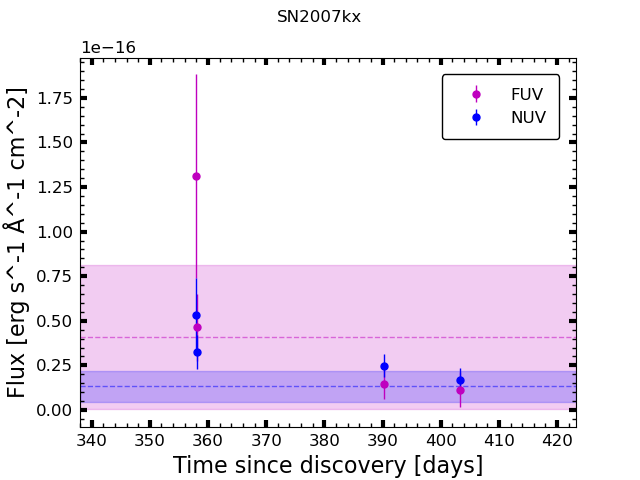 SN2007kx
1e−16
1.75
1.50
1.25
1.00
0.75
0.50
0.25
0.00
Flux [erg s^-1 Å^-1 cm^-2]
FUV
NUV
340 350 360 370 380 390 400 410 420
Time since discovery [days]